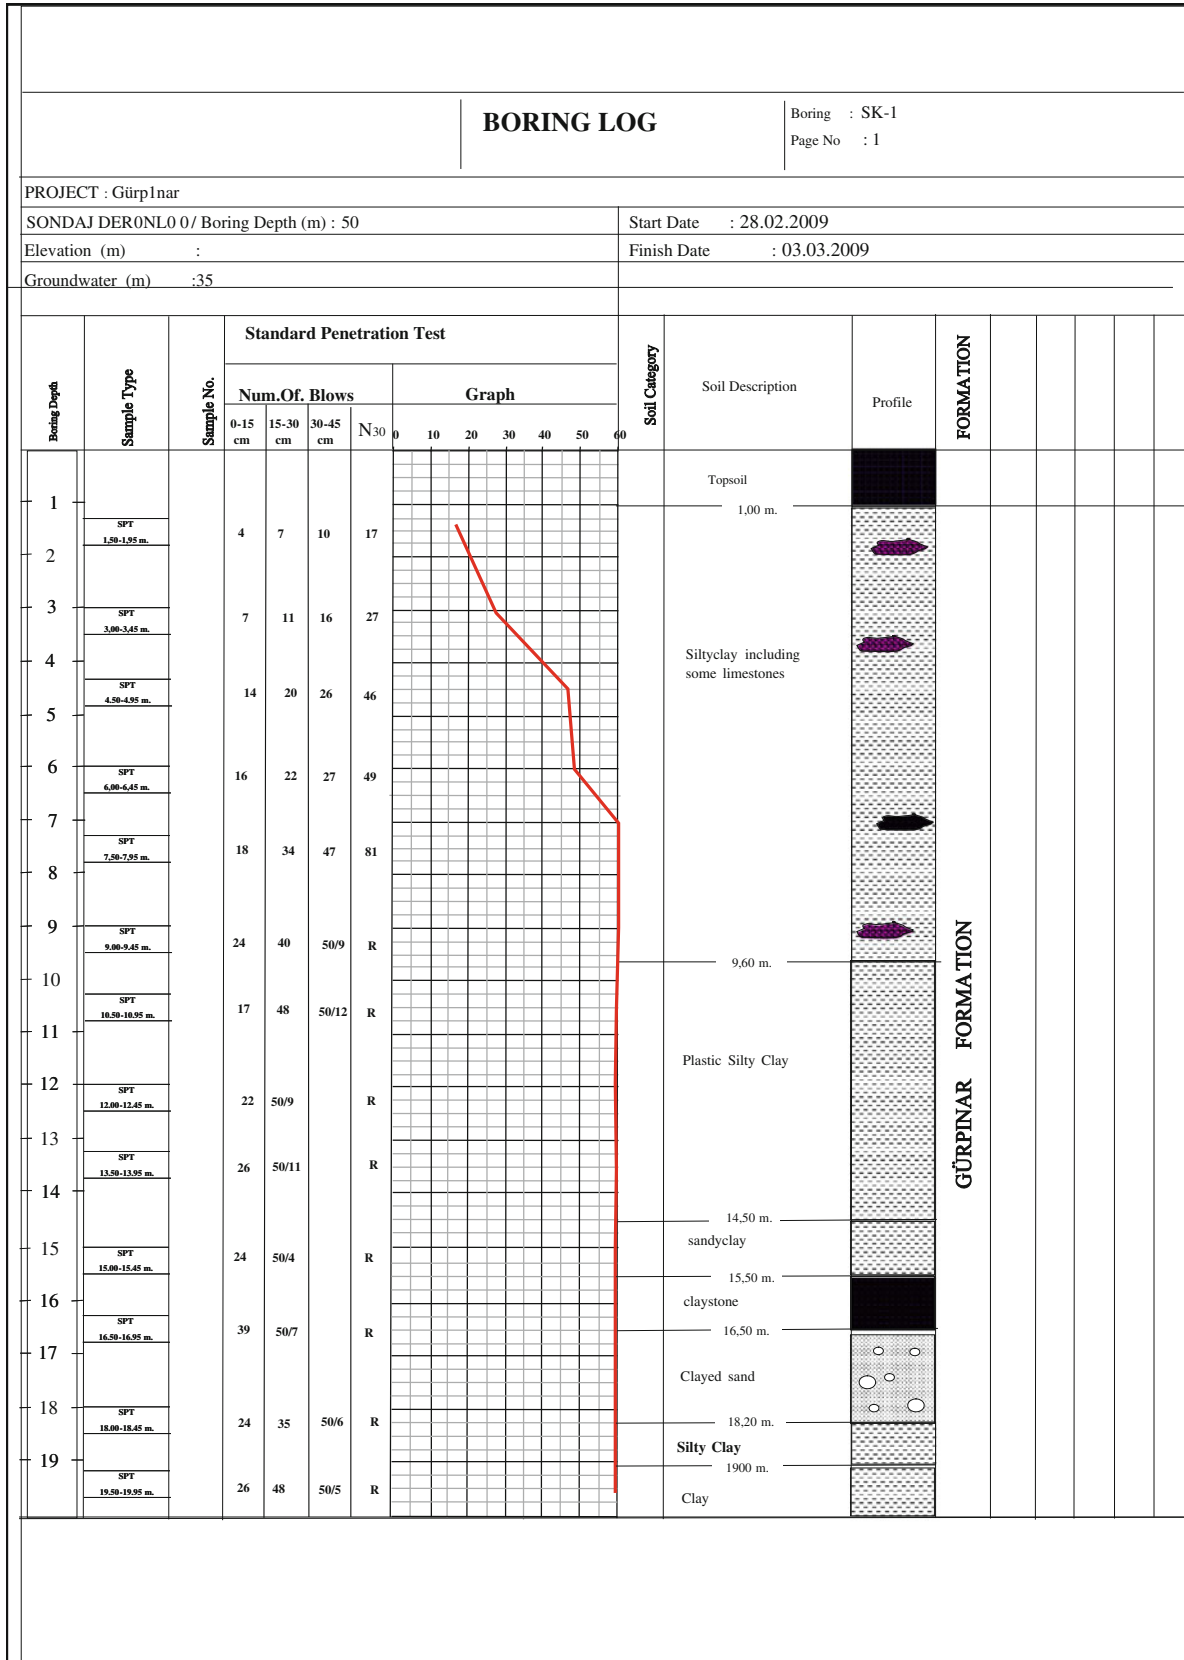 BORING LOG
Boring : SK-1
Page No : 1
PROJECT : Gürp1nar
SONDAJ DER0NL0 0/ Boring Depth (m) : 50
Start Date : 28.02.2009
Elevation (m) :
Finish Date : 03.03.2009
Groundwater (m) :35
Boring Depth
Sample Type
Sample No.
Standard Penetration Test
Num.Of. Blows
Graph
0-15 cm
15-30 cm
30-45 cm
N30
0 10 20 30 40 50 60
Soil Category
Soil Description
Profile
FORMATION
Topsoil
1
1,00 m.
SPT
1,50-1,95 m.
4 7 10 17
2
3
SPT
3,00-3,45 m.
7 11 16 27
Siltyclay including
some limestones
4
SPT
4.50-4.95 m.
14 20 26 46
5
6
SPT
6,00-6,45 m.
16 22 27 49
7
SPT
7,50-7,95 m.
18 34 47 81
8
9
SPT
9.00-9.45 m.
24 40 50/9 R
9,60 m.
10
SPT
10.50-10.95 m.
17 48 50/12 R
11
Plastic Silty Clay
GÜRPINAR FORMATION
12
SPT
12.00-12.45 m.
22 50/9 R
13
SPT
13.50-13.95 m.
26 50/11 R
14
14,50 m.
sandyclay
15
SPT
15.00-15.45 m.
24 50/4 R
15,50 m.
claystone
16
SPT
16.50-16.95 m.
39 50/7 R
16,50 m.
17
Clayed sand
18
SPT
18.00-18.45 m.
24 35 50/6 R
18,20 m.
Silty Clay
19
1900 m.
SPT
19.50-19.95 m.
26 48 50/5 R
Clay